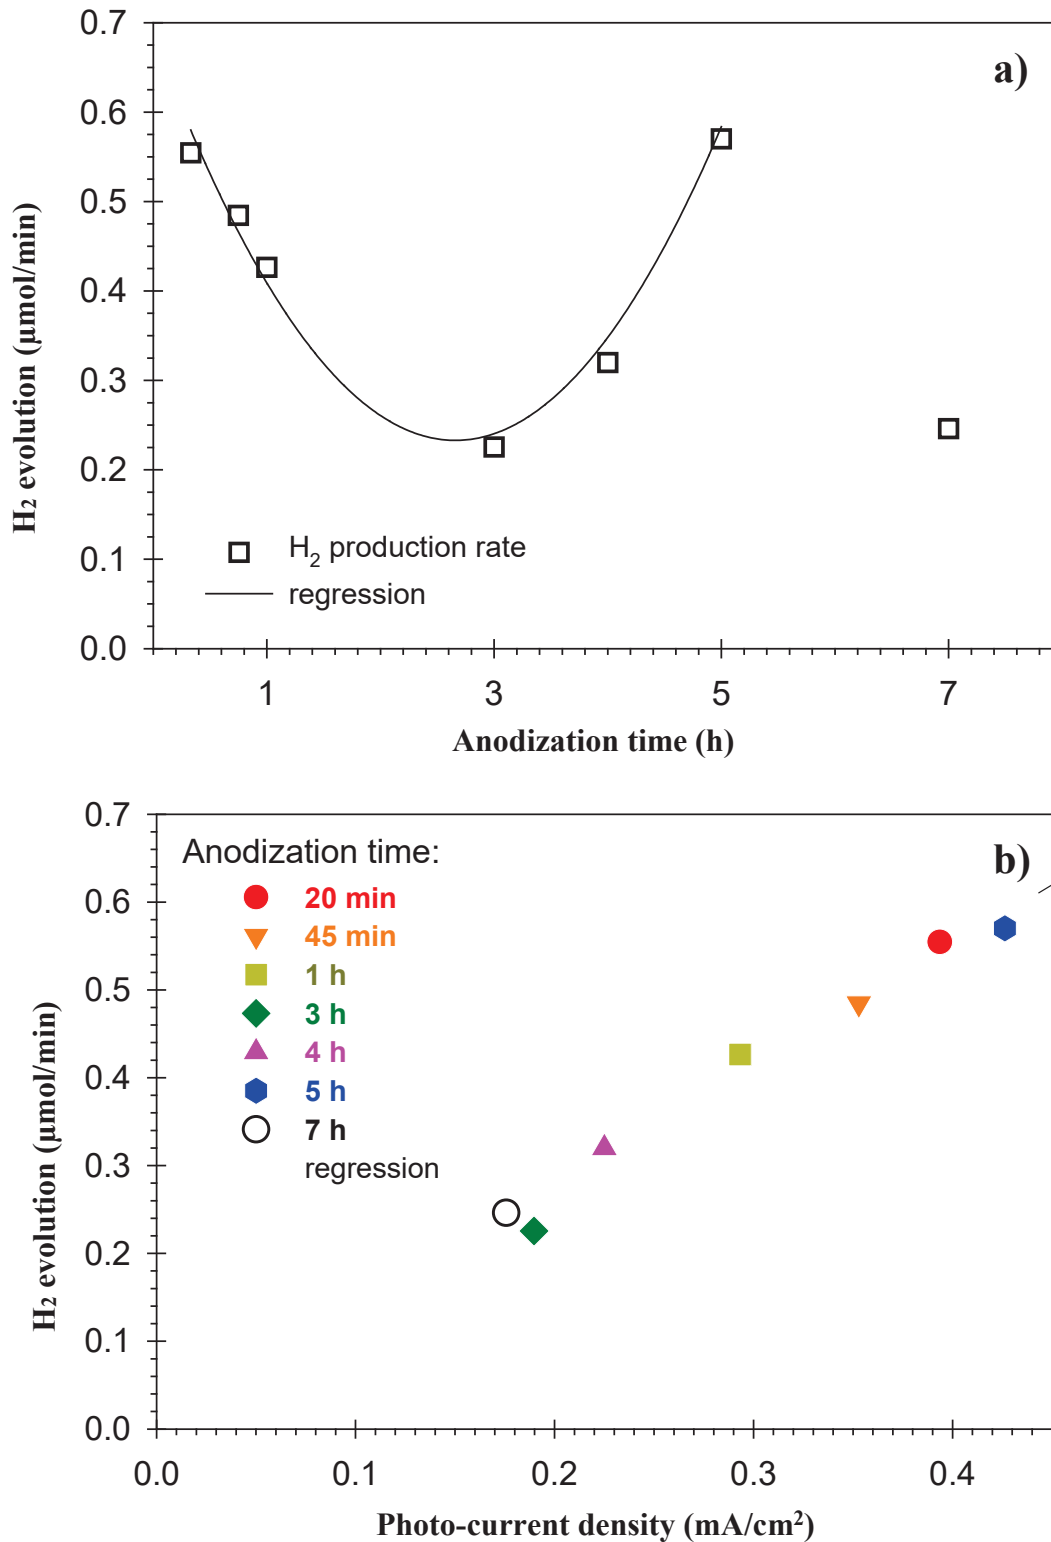 0.7
a)
0.6
0.5
0.4
0.3
0.2
0.1
0.0
H₂ evolution (µmol/min)
H₂ production rate
regression
1 3 5 7
Anodization time (h)
0.7
Anodization time:
b)
0.6
20 min
45 min
0.5
1 h
3 h
0.4
4 h
5 h
0.3
7 h
regression
0.2
0.1
0.0
H₂ evolution (µmol/min)
0.0 0.1 0.2 0.3 0.4
Photo-current density (mA/cm²)